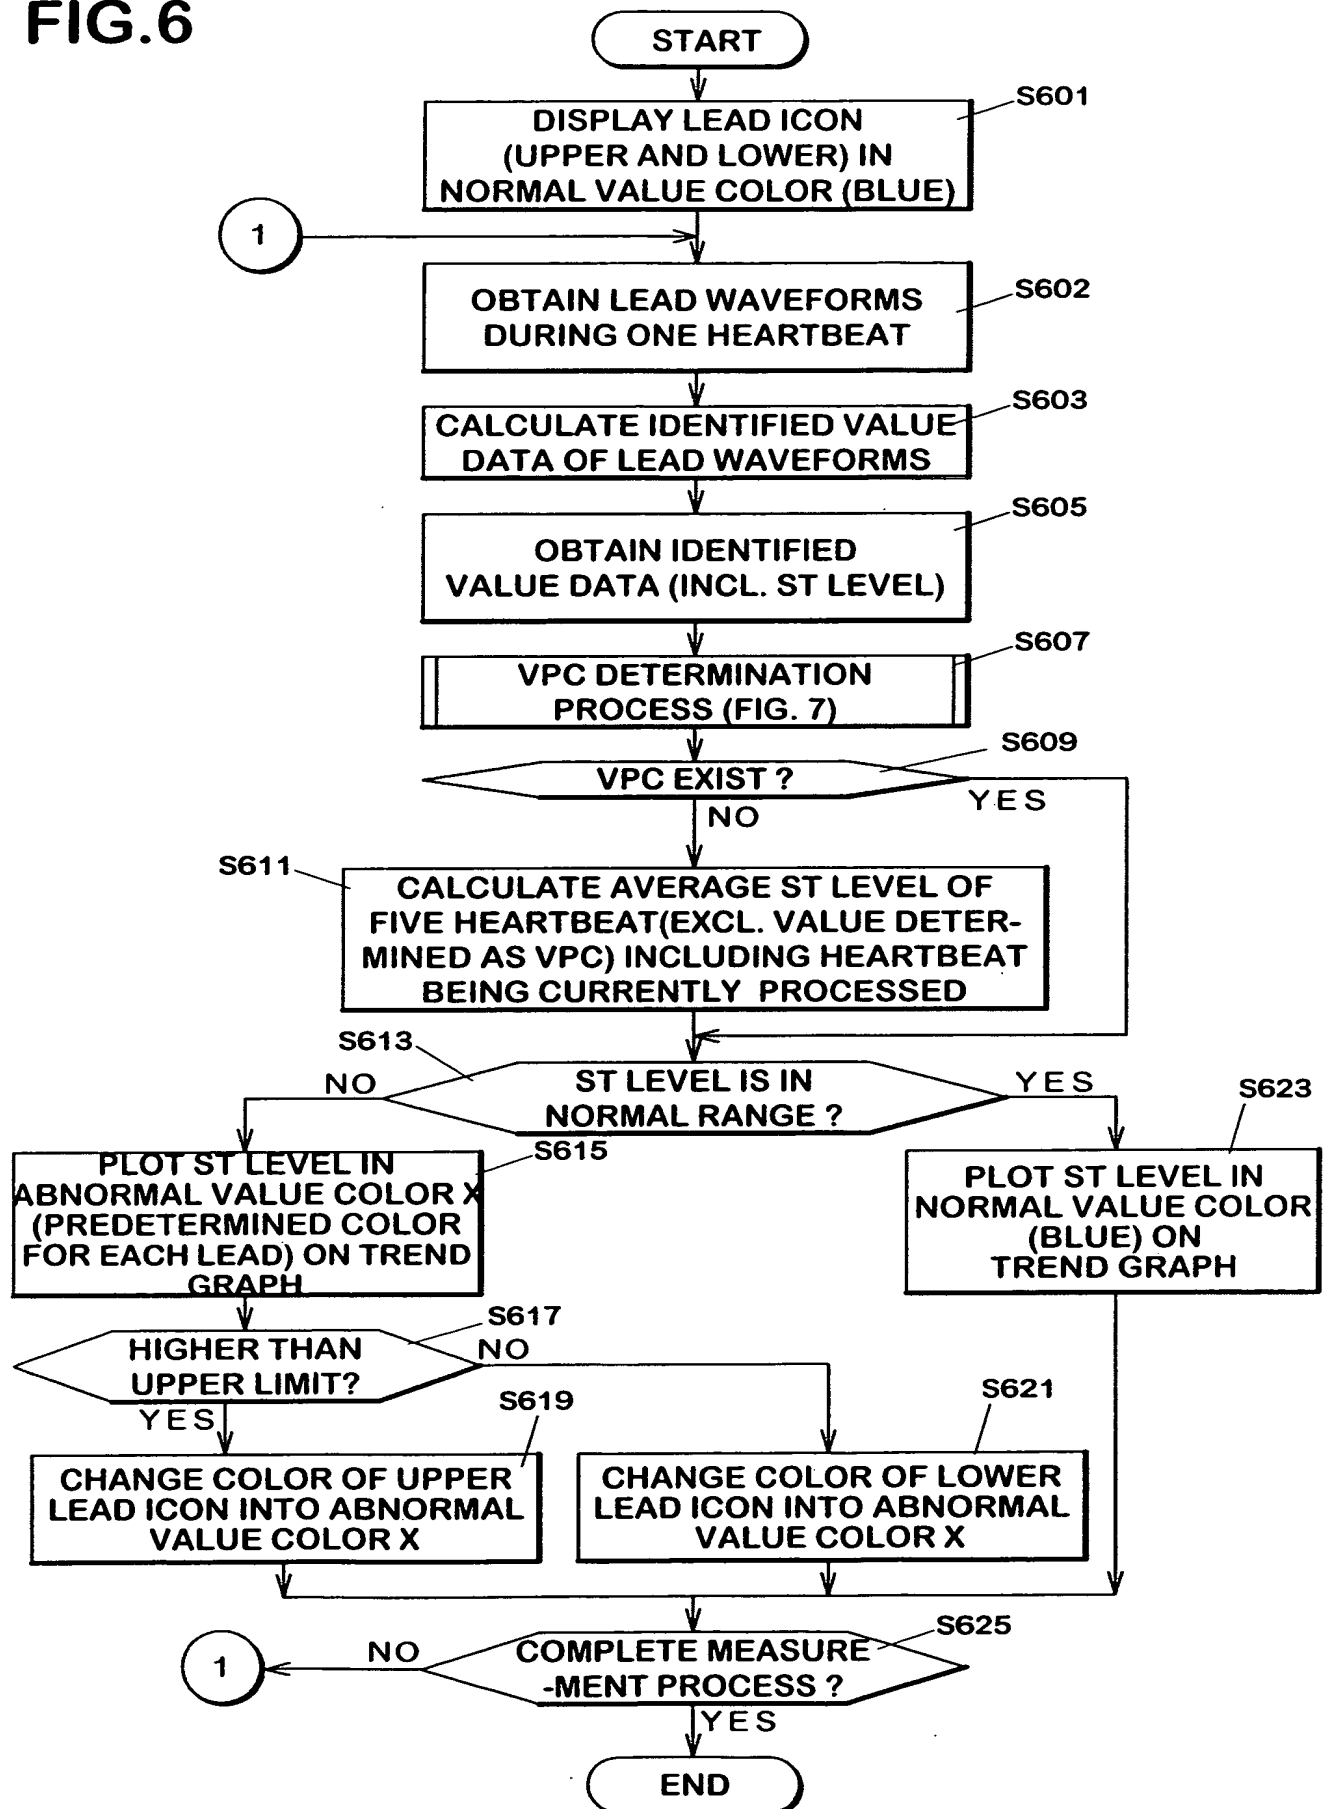 FIG.6
START
S601
DISPLAY LEAD ICON
(UPPER AND LOWER) IN
NORMAL VALUE COLOR (BLUE)
1
S602
OBTAIN LEAD WAVEFORMS
DURING ONE HEARTBEAT
S603
CALCULATE IDENTIFIED VALUE
DATA OF LEAD WAVEFORMS
S605
OBTAIN IDENTIFIED
VALUE DATA (INCL. ST LEVEL)
S607
VPC DETERMINATION
PROCESS (FIG. 7)
S609
VPC EXIST ?
YES
NO
S611
CALCULATE AVERAGE ST LEVEL OF
FIVE HEARTBEAT(EXCL. VALUE DETER-
MINED AS VPC) INCLUDING HEARTBEAT
BEING CURRENTLY PROCESSED
S613
ST LEVEL IS IN
NORMAL RANGE ?
NO
YES
S623
S615
PLOT ST LEVEL IN
ABNORMAL VALUE COLOR X
(PREDETERMINED COLOR
FOR EACH LEAD) ON TREND
GRAPH
PLOT ST LEVEL IN
NORMAL VALUE COLOR
(BLUE) ON
TREND GRAPH
S617
HIGHER THAN
UPPER LIMIT?
NO
YES
S619
S621
CHANGE COLOR OF UPPER
LEAD ICON INTO ABNORMAL
VALUE COLOR X
CHANGE COLOR OF LOWER
LEAD ICON INTO ABNORMAL
VALUE COLOR X
S625
COMPLETE MEASURE
-MENT PROCESS ?
NO
1
YES
END